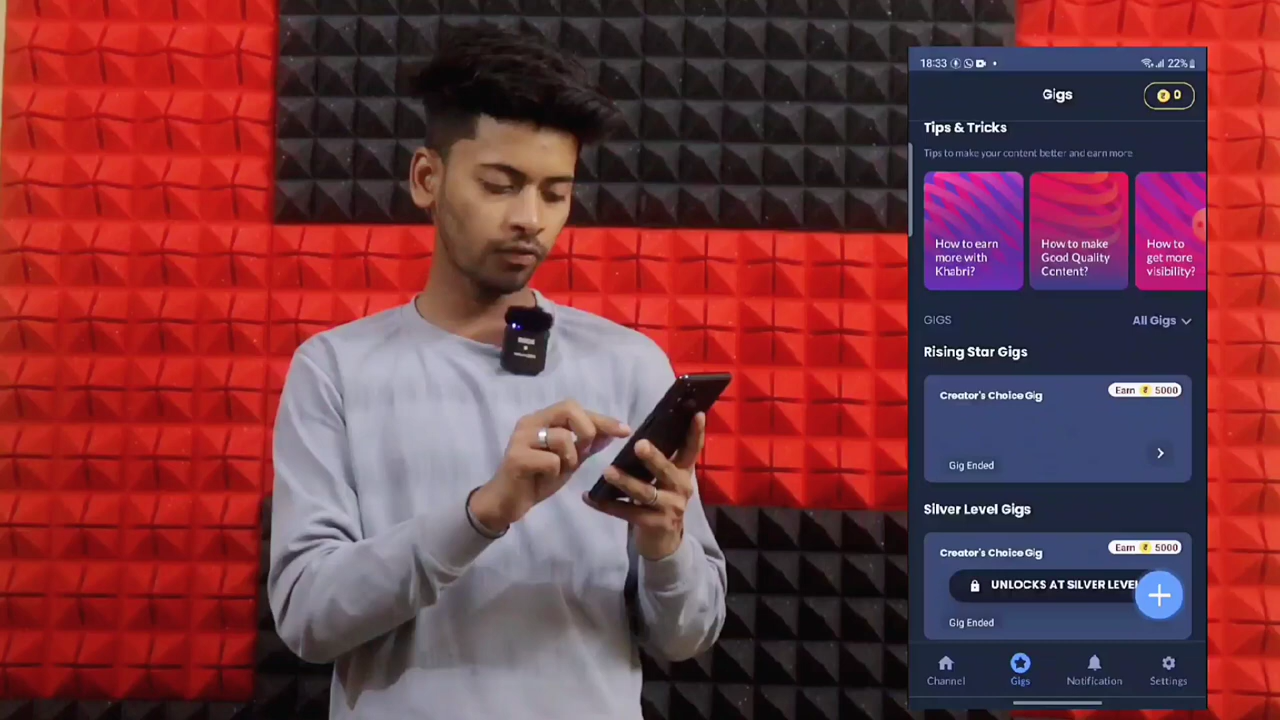 18:33
22%
Gigs
0
Tips & Tricks
Tips to make your content better and earn more
How to earn
more with
Khabri?
How to make
Good Quality
Content?
How to
get more
visibility?
GIGS
All Gigs
Rising Star Gigs
Creator's Choice Gig
Earn ₹ 5000
Gig Ended
Silver Level Gigs
Creator's Choice Gig
Earn ₹ 5000
UNLOCKS AT SILVER LEVEL
Gig Ended
Channel
Gigs
Notification
Settings